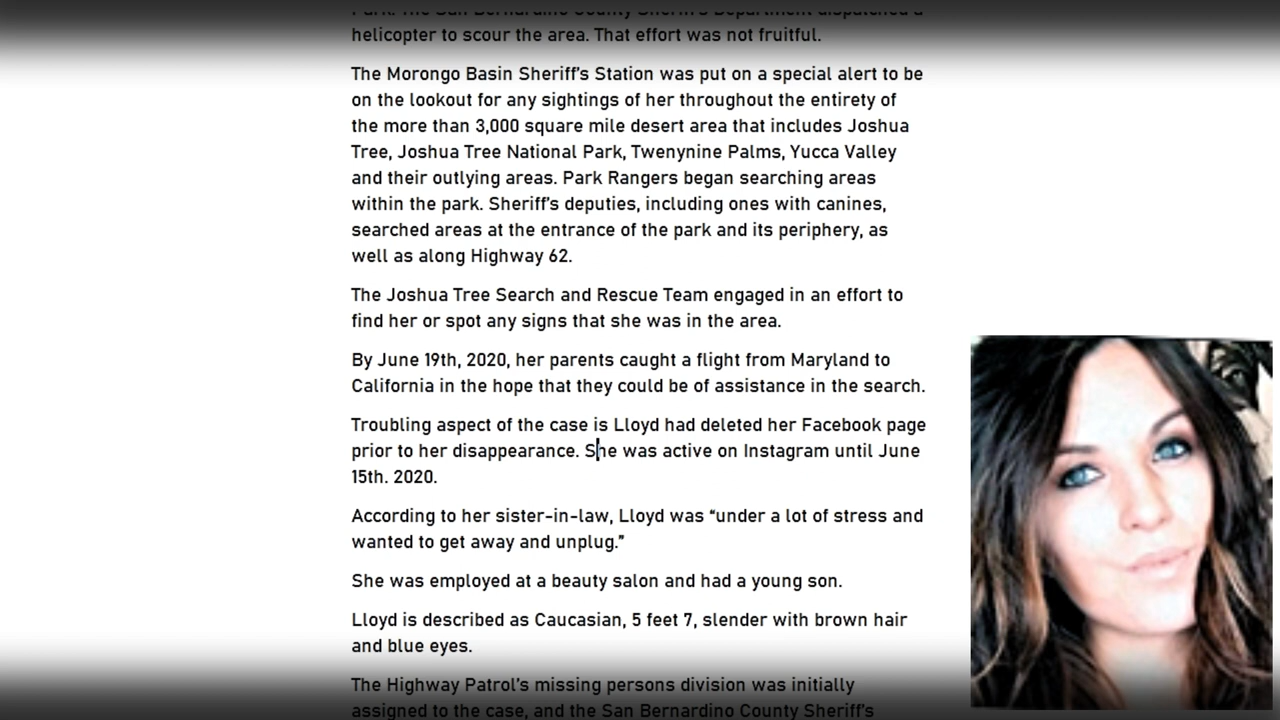 Park. The San Bernardino County Sheriff's Department dispatched a
helicopter to scour the area. That effort was not fruitful.
The Morongo Basin Sheriff's Station was put on a special alert to be
on the lookout for any sightings of her throughout the entirety of
the more than 3,000 square mile desert area that includes Joshua
Tree, Joshua Tree National Park, Twenynine Palms, Yucca Valley
and their outlying areas. Park Rangers began searching areas
within the park. Sheriff's deputies, including ones with canines,
searched areas at the entrance of the park and its periphery, as
well as along Highway 62.
The Joshua Tree Search and Rescue Team engaged in an effort to
find her or spot any signs that she was in the area.
By June 19th, 2020, her parents caught a flight from Maryland to
California in the hope that they could be of assistance in the search.
Troubling aspect of the case is Lloyd had deleted her Facebook page
prior to her disappearance. She was active on Instagram until June
15th. 2020.
According to her sister-in-law, Lloyd was “under a lot of stress and
wanted to get away and unplug.”
She was employed at a beauty salon and had a young son.
Lloyd is described as Caucasian, 5 feet 7, slender with brown hair
and blue eyes.
The Highway Patrol's missing persons division was initially
assigned to the case, and the San Bernardino County Sheriff's